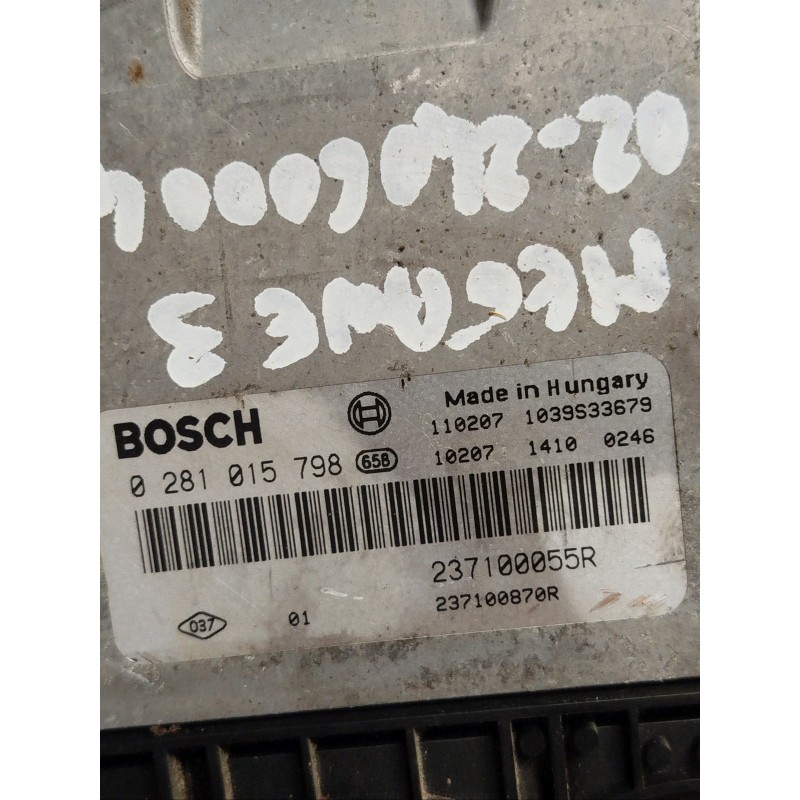 MEGANE 3
BOSCH
Made in Hungary
110207 1039S33679
0 281 015 798 658
10207 1410 0246
237100055R
237100870R
037
01